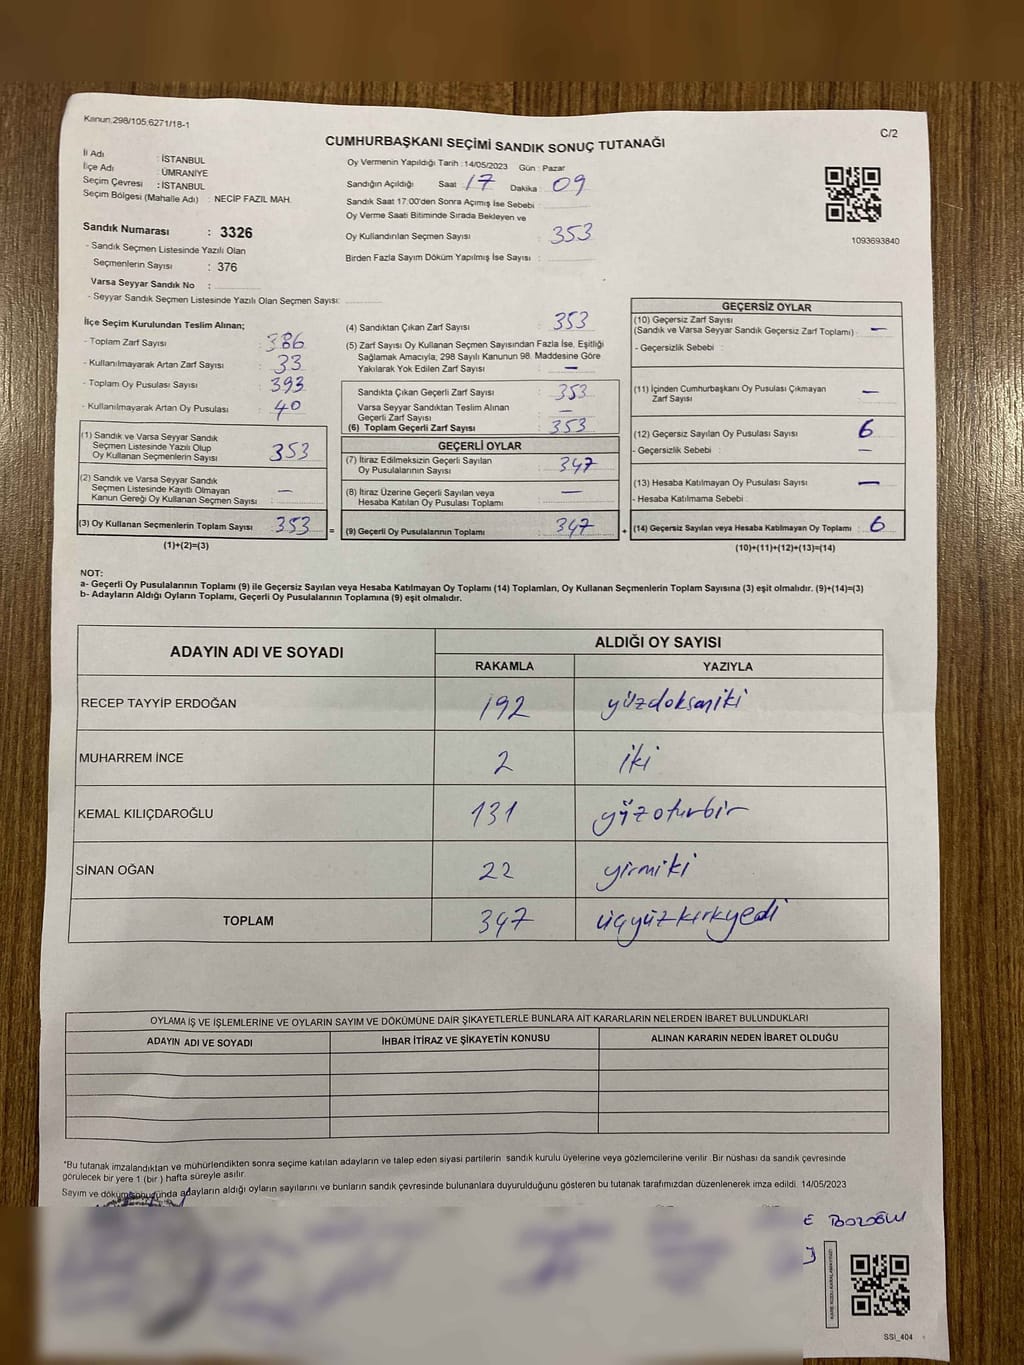 Kanun:298/105,6271/18-1
C/2
CUMHURBAŞKANI SEÇİMİ SANDIK SONUÇ TUTANAĞI
İl Adı : İSTANBUL
İlçe Adı : ÜMRANİYE
Seçim Çevresi : İSTANBUL
Seçim Bölgesi (Mahalle Adı) : NECİP FAZIL MAH.
Sandık Numarası : 3326
- Sandık Seçmen Listesinde Yazılı Olan
Seçmenlerin Sayısı : 376
Varsa Seyyar Sandık No :
- Seyyar Sandık Seçmen Listesinde Yazılı Olan Seçmen Sayısı:
Oy Vermenin Yapıldığı Tarih : 14/05/2023 Gün : Pazar
Sandığın Açıldığı Saat 17 Dakika : 09
Sandık Saat 17:00'den Sonra Açımış İse Sebebi :
Oy Verme Saati Bitiminde Sırada Bekleyen ve
Oy Kullandırılan Seçmen Sayısı : 353
Birden Fazla Sayım Döküm Yapılmış İse Sayısı :
1093693840
İlçe Seçim Kurulundan Teslim Alınan;
- Toplam Zarf Sayısı : 386
- Kullanılmayarak Artan Zarf Sayısı : 33
- Toplam Oy Pusulası Sayısı : 393
- Kullanılmayarak Artan Oy Pusulası : 40
(1) Sandık ve Varsa Seyyar Sandık
Seçmen Listesinde Yazılı Olup
Oy Kullanan Seçmenlerin Sayısı : 353
(2) Sandık ve Varsa Seyyar Sandık
Seçmen Listesinde Kayıtlı Olmayan
Kanun Gereği Oy Kullanan Seçmen Sayısı : —
(3) Oy Kullanan Seçmenlerin Toplam Sayısı : 353
(1)+(2)=(3)
=
(4) Sandıktan Çıkan Zarf Sayısı : 353
(5) Zarf Sayısı Oy Kullanan Seçmen Sayısından Fazla İse, Eşitliği
Sağlamak Amacıyla, 298 Sayılı Kanunun 98. Maddesine Göre
Yakılarak Yok Edilen Zarf Sayısı : —
Sandıkta Çıkan Geçerli Zarf Sayısı : 353
Varsa Seyyar Sandıktan Teslim Alınan
Geçerli Zarf Sayısı : —
(6) Toplam Geçerli Zarf Sayısı : 353
GEÇERLİ OYLAR
(7) İtiraz Edilmeksizin Geçerli Sayılan
Oy Pusulalarının Sayısı : 347
(8) İtiraz Üzerine Geçerli Sayılan veya
Hesaba Katılan Oy Pusulaları Toplamı : —
(9) Geçerli Oy Pusulalarının Toplamı : 347
+
GEÇERSİZ OYLAR
(10) Geçersiz Zarf Sayısı
(Sandık ve Varsa Seyyar Sandık Geçersiz Zarf Toplamı) : —
- Geçersizlik Sebebi :
(11) İçinden Cumhurbaşkanı Oy Pusulası Çıkmayan
Zarf Sayısı : —
(12) Geçersiz Sayılan Oy Pusulası Sayısı : 6
- Geçersizlik Sebebi : —
(13) Hesaba Katılmayan Oy Pusulası Sayısı : —
- Hesaba Katılmama Sebebi :
(14) Geçersiz Sayılan veya Hesaba Katılmayan Oy Toplamı : 6
(10)+(11)+(12)+(13)=(14)
NOT:
a- Geçerli Oy Pusulalarının Toplamı (9) ile Geçersiz Sayılan veya Hesaba Katılmayan Oy Toplamı (14) Toplamları, Oy Kullanan Seçmenlerin Toplam Sayısına (3) eşit olmalıdır. (9)+(14)=(3)
b- Adayların Aldığı Oyların Toplamı, Geçerli Oy Pusulalarının Toplamına (9) eşit olmalıdır.
ADAYIN ADI VE SOYADI
ALDIĞI OY SAYISI
RAKAMLA YAZIYLA
RECEP TAYYİP ERDOĞAN 192 yüzdoksaniki
MUHARREM İNCE 2 iki
KEMAL KILIÇDAROĞLU 131 yüzoturbir
SİNAN OĞAN 22 yirmiki
TOPLAM 347 üçyüzkırkyedi
OYLAMA İŞ VE İŞLEMLERİNE VE OYLARIN SAYIM VE DÖKÜMÜNE DAİR ŞİKAYETLERLE BUNLARA AİT KARARLARIN NELERDEN İBARET BULUNDUKLARI
ADAYIN ADI VE SOYADI İHBAR İTİRAZ VE ŞİKAYETİN KONUSU ALINAN KARARIN NEDEN İBARET OLDUĞU
"Bu tutanak imzalandıktan ve mühürlendikten sonra seçime katılan adayların ve talep eden siyasi partilerin sandık kurulu üyelerine veya gözlemcilerine verilir .Bir nüshası da sandık çevresinde
görülecek bir yere 1 (bir) hafta süreyle asılır.
Sayım ve döküm sonucunda adayların aldığı oyların sayılarını ve bunların sandık çevresinde bulunanlara duyurulduğunu gösteren bu tutanak tarafımızdan düzenlenerek imza edildi. 14/05/2023
SSI_404